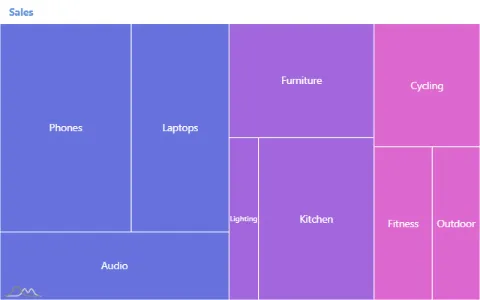 Sales
Phones
Laptops
Audio
Furniture
Lighting
Kitchen
Cycling
Fitness
Outdoor